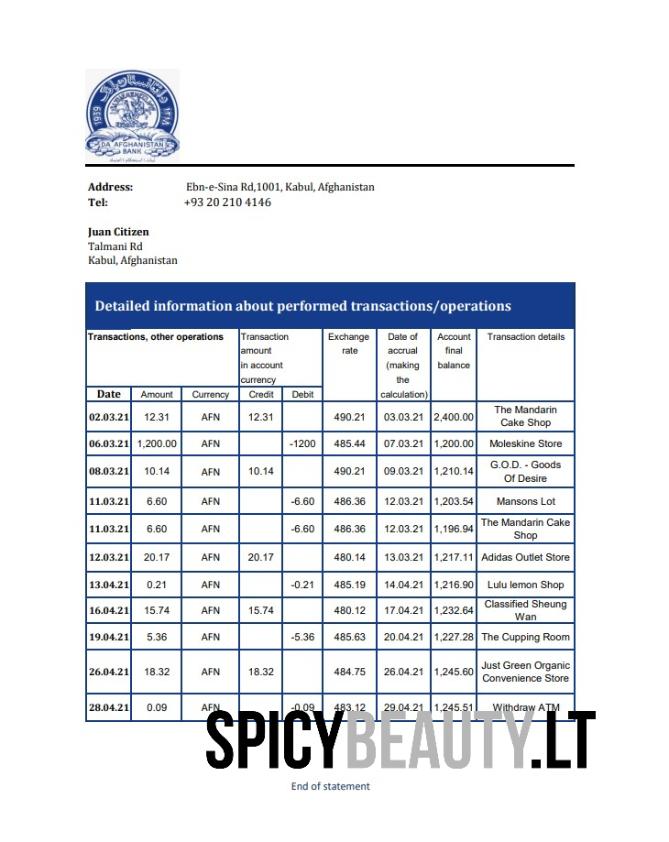 1939
DA AFGHANISTAN
BANK
Address: Ebn-e-Sina Rd,1001, Kabul, Afghanistan
Tel: +93 20 210 4146
Juan Citizen
Talmani Rd
Kabul, Afghanistan
Detailed information about performed transactions/operations
Transactions, other operations
Transaction
amount
in account
currency
Exchange
rate
Date of
accrual
(making
the
calculation)
Account
final
balance
Transaction details
Date Amount Currency Credit Debit
02.03.21 12.31 AFN 12.31 490.21 03.03.21 2,400.00 The Mandarin
Cake Shop
06.03.21 1,200.00 AFN -1200 485.44 07.03.21 1,200.00 Moleskine Store
08.03.21 10.14 AFN 10.14 490.21 09.03.21 1,210.14 G.O.D. - Goods
Of Desire
11.03.21 6.60 AFN -6.60 486.36 12.03.21 1,203.54 Mansons Lot
11.03.21 6.60 AFN -6.60 486.36 12.03.21 1,196.94 The Mandarin Cake
Shop
12.03.21 20.17 AFN 20.17 480.14 13.03.21 1,217.11 Adidas Outlet Store
13.04.21 0.21 AFN -0.21 485.19 14.04.21 1,216.90 Lulu lemon Shop
16.04.21 15.74 AFN 15.74 480.12 17.04.21 1,232.64 Classified Sheung
Wan
19.04.21 5.36 AFN -5.36 485.63 20.04.21 1,227.28 The Cupping Room
26.04.21 18.32 AFN 18.32 484.75 26.04.21 1,245.60 Just Green Organic
Convenience Store
28.04.21 0.09 AFN -0.09 483.12 29.04.21 1,245.51 Withdraw ATM
SPICYBEAUTY.LT
End of statement